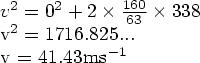 v² = 0² + 2 × 160/63 × 338
v² = 1716.825...
v = 41.43ms⁻¹